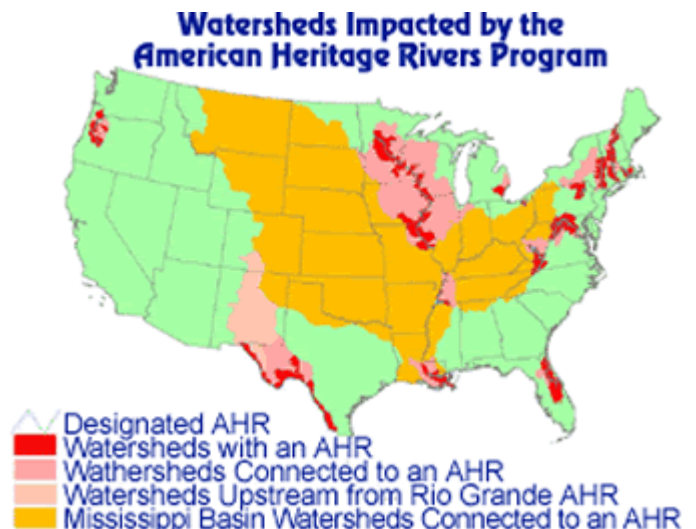 Watersheds Impacted by the
American Heritage Rivers Program
Designated AHR
Watersheds with an AHR
Wathersheds Connected to an AHR
Watersheds Upstream from Rio Grande AHR
Mississippi Basin Watersheds Connected to an AHR